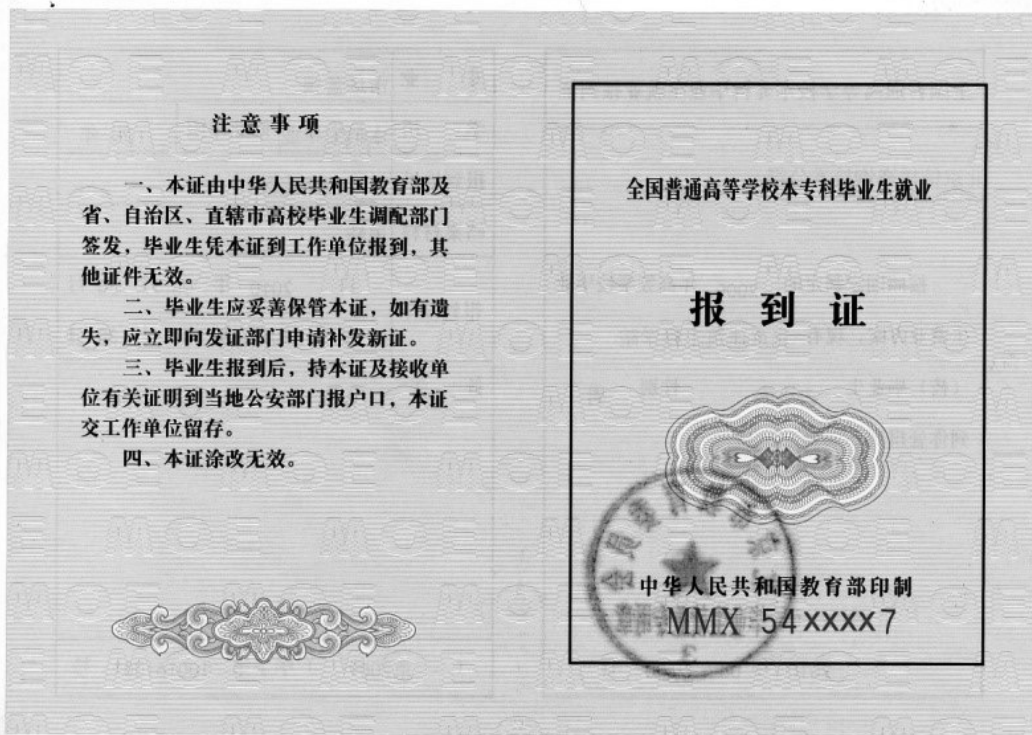 注意事项
一、本证由中华人民共和国教育部及
省、自治区、直辖市高校毕业生调配部门
签发，毕业生凭本证到工作单位报到，其
他证件无效。
二、毕业生应妥善保管本证，如有遗
失，应立即向发证部门申请补发新证。
三、毕业生报到后，持本证及接收单
位有关证明到当地公安部门报户口，本证
交工作单位留存。
四、本证涂改无效。
全国普通高等学校本专科毕业生就业
报到证
中华人民共和国教育部印制
MMX 54xxxx7